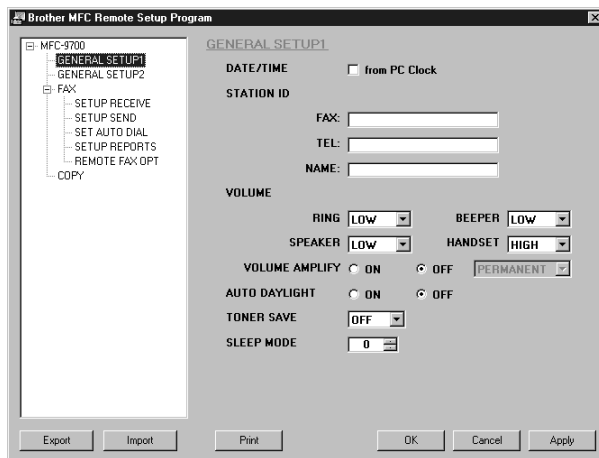 Brother MFC Remote Setup Program
MFC-9700
GENERAL SETUP1
GENERAL SETUP2
FAX
SETUP RECEIVE
SETUP SEND
SET AUTO DIAL
SETUP REPORTS
REMOTE FAX OPT
COPY
GENERAL SETUP1
DATE/TIME from PC Clock
STATION ID
FAX:
TEL:
NAME:
VOLUME
RING LOW BEEPER LOW
SPEAKER LOW HANDSET HIGH
VOLUME AMPLIFY ON OFF PERMANENT
AUTO DAYLIGHT ON OFF
TONER SAVE OFF
SLEEP MODE 0
Export Import Print OK Cancel Apply